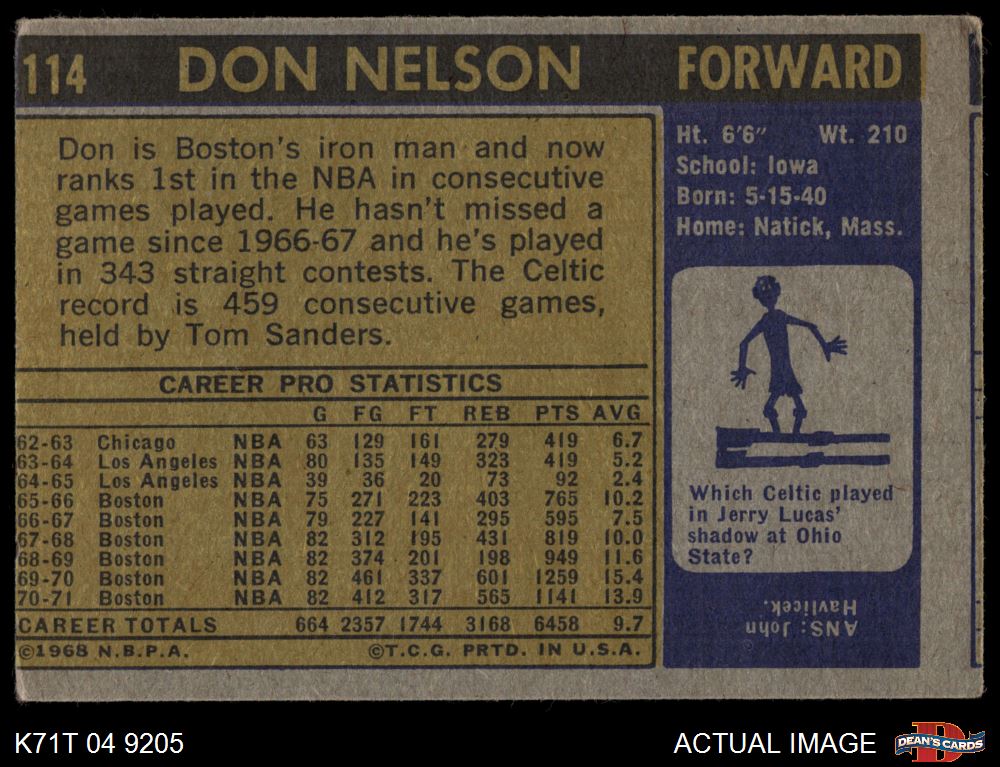 114 DON NELSON FORWARD
Don is Boston's iron man and now
ranks 1st in the NBA in consecutive
games played. He hasn't missed a
game since 1966-67 and he's played
in 343 straight contests. The Celtic
record is 459 consecutive games,
held by Tom Sanders.
CAREER PRO STATISTICS
G FG FT REB PTS AVG
62-63 Chicago NBA 63 129 161 279 419 6.7
63-64 Los Angeles NBA 80 135 149 323 419 5.2
64-65 Los Angeles NBA 39 36 20 73 92 2.4
65-66 Boston NBA 75 271 223 403 765 10.2
66-67 Boston NBA 79 227 141 295 595 7.5
67-68 Boston NBA 82 312 195 431 819 10.0
68-69 Boston NBA 82 374 201 198 949 11.6
69-70 Boston NBA 82 461 337 601 1259 15.4
70-71 Boston NBA 82 412 317 565 1141 13.9
CAREER TOTALS 664 2357 1744 3168 6458 9.7
©1968 N.B.P.A. ©T.C.G. PRTD. IN U.S.A.
Ht. 6'6" Wt. 210
School: Iowa
Born: 5-15-40
Home: Natick, Mass.
Which Celtic played
in Jerry Lucas'
shadow at Ohio
State?
ANS: John
Havlicek.
K71T 04 9205 ACTUAL IMAGE
D
DEAN'S CARDS